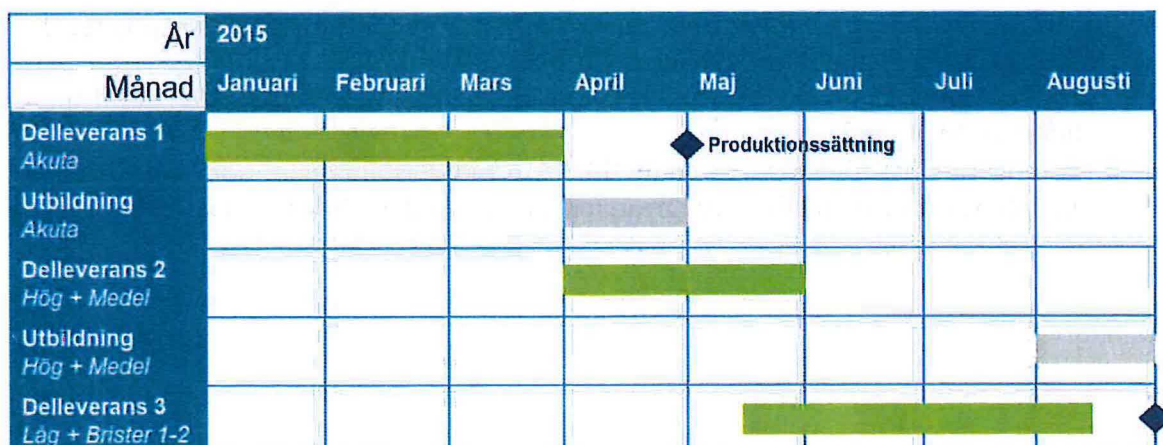 År 2015
Månad Januari Februari Mars April Maj Juni Juli Augusti
Delleverans 1
Akuta
Produktionssättning
Utbildning
Akuta
Delleverans 2
Hög + Medel
Utbildning
Hög + Medel
Delleverans 3
Låg + Brister 1-2